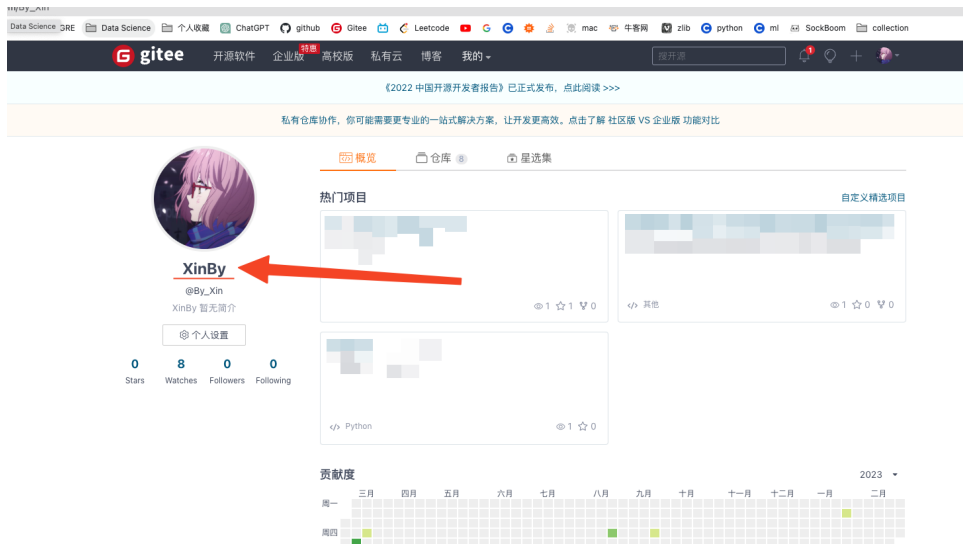 Data Science GRE Data Science 个人收藏 ChatGPT github Gitee Leetcode mac 牛客网 zlib python ml SockBoom collection
gitee 开源软件 企业版 特惠 高校版 私有云 博客 我的 搜开源 1
《2022 中国开源开发者报告》已正式发布，点此阅读 >>>
私有仓库协作，你可能需要更专业的一站式解决方案，让开发更高效。点击了解 社区版 VS 企业版 功能对比
概览 仓库 8 星选集
热门项目 自定义精选项目
XinBy
@By_Xin
XinBy 暂无简介
个人设置
0 8 0 0
Stars Watches Followers Following
1 1 0
</> 其他 1 0 0
</> Python 1 0
贡献度 2023
三月 四月 五月 六月 七月 八月 九月 十月 十一月 十二月 一月 二月
周一
周四